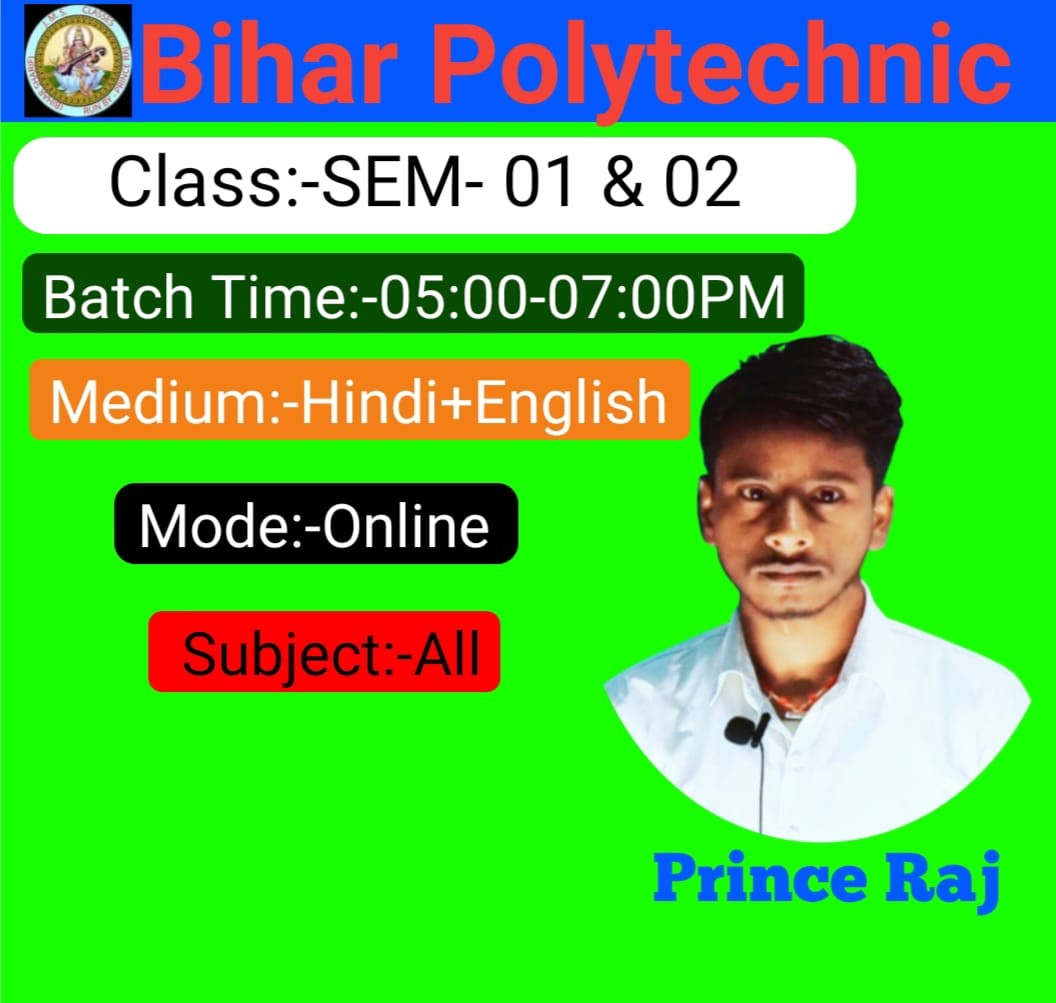 J.M.S. CLASSES
Bihar Polytechnic
Class:-SEM- 01 & 02
Batch Time:-05:00-07:00PM
Medium:-Hindi+English
Mode:-Online
Subject:-All
Prince Raj